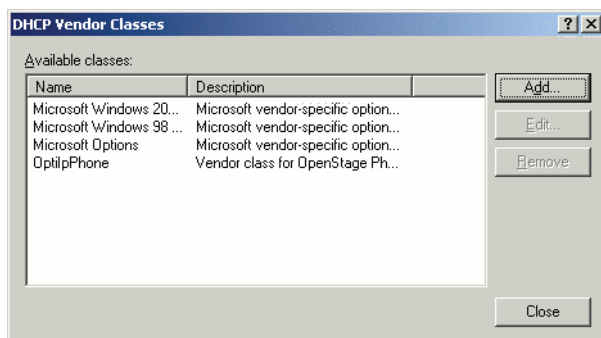 DHCP Vendor Classes
Available classes:
Name Description
Microsoft Windows 20... Microsoft vendor-specific option...
Microsoft Windows 98 ... Microsoft vendor-specific option...
Microsoft Options Microsoft vendor-specific option...
OptiIpPhone Vendor class for OpenStage Ph...
Add...
Edit...
Remove
Close